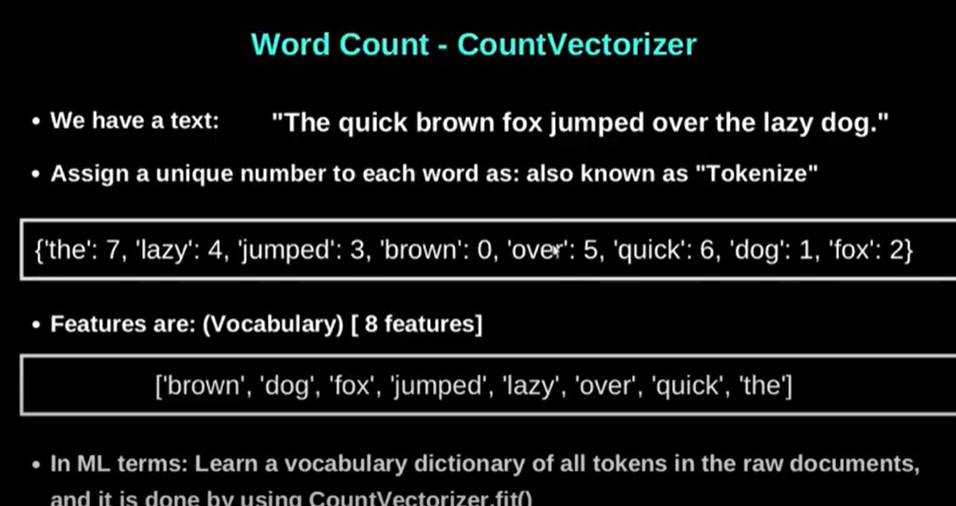 Word Count - CountVectorizer
• We have a text: "The quick brown fox jumped over the lazy dog."
• Assign a unique number to each word as: also known as "Tokenize"
{'the': 7, 'lazy': 4, 'jumped': 3, 'brown': 0, 'over': 5, 'quick': 6, 'dog': 1, 'fox': 2}
• Features are: (Vocabulary) [ 8 features]
['brown', 'dog', 'fox', 'jumped', 'lazy', 'over', 'quick', 'the']
• In ML terms: Learn a vocabulary dictionary of all tokens in the raw documents,
and it is done by using CountVectorizer.fit()